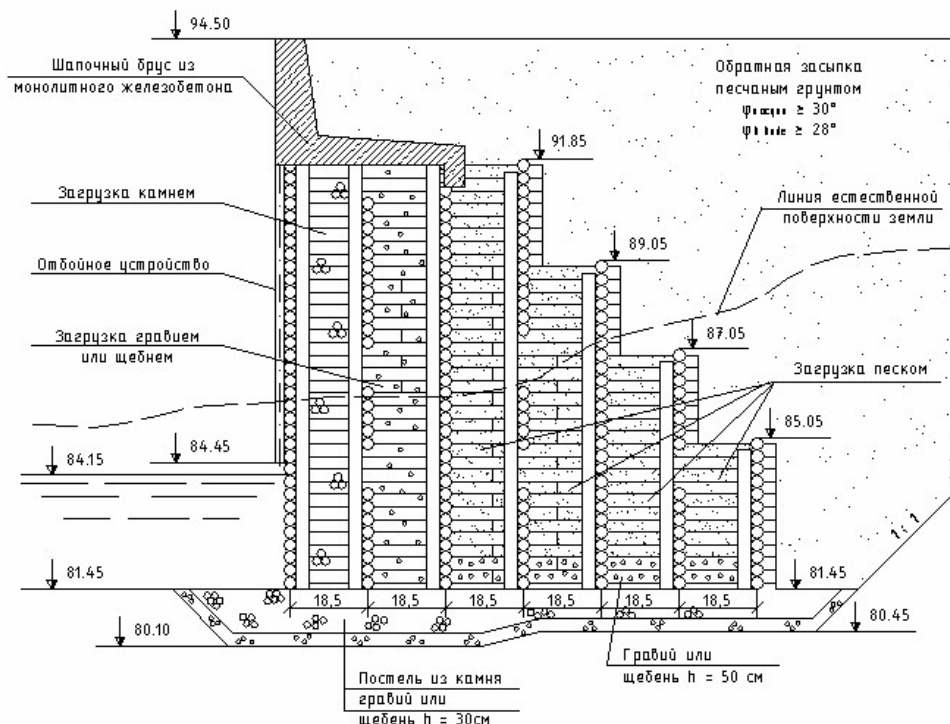 94.50
Шапочный брус из
монолитного железобетона
Обратная засыпка
песчаным грунтом
≥ 30°
≥ 28°
91.85
Загрузка камнем
Линия естественной
поверхности земли
89.05
Отбойное устройство
Загрузка гравием
или щебнем
87.05
Загрузка песком
85.05
84.45
84.15
1:1
81.45
81.45
18,5
18,5
18,5
18,5
18,5
18,5
80.10
80.45
Гравий или
щебень h = 50 см
Постель из камня
гравий или
щебень h = 30см